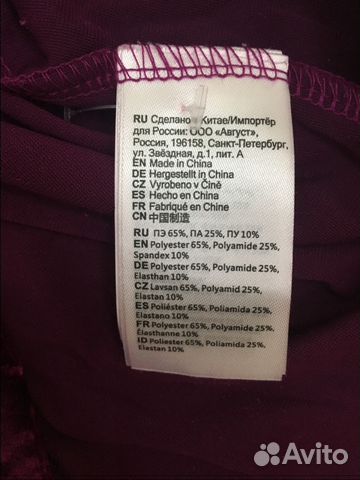 RU Сделано в Китае/Импортёр
для России: ООО «Август»,
Россия, 196158, Санкт-Петербург,
ул. Звёздная, д.1, лит. А
EN Made in China
DE Hergestellt in China
CZ Vyrobeno v Číně
ES Hecho en China
FR Fabriqué en Chine
CN 中国制造
RU ПЭ 65%, ПА 25%, ПУ 10%
EN Polyester 65%, Polyamide 25%,
Spandex 10%
DE Polyester 65%, Polyamide 25%,
Elasthan 10%
CZ Lavsan 65%, Poliamida 25%,
Elastan 10%
ES Poliéster 65%, Poliamida 25%,
Elastano 10%
FR Polyester 65%, Polyamide 25%,
Élasthanne 10%
ID Poliester 65%, Poliamida 25%,
Elastan 10%
Avito